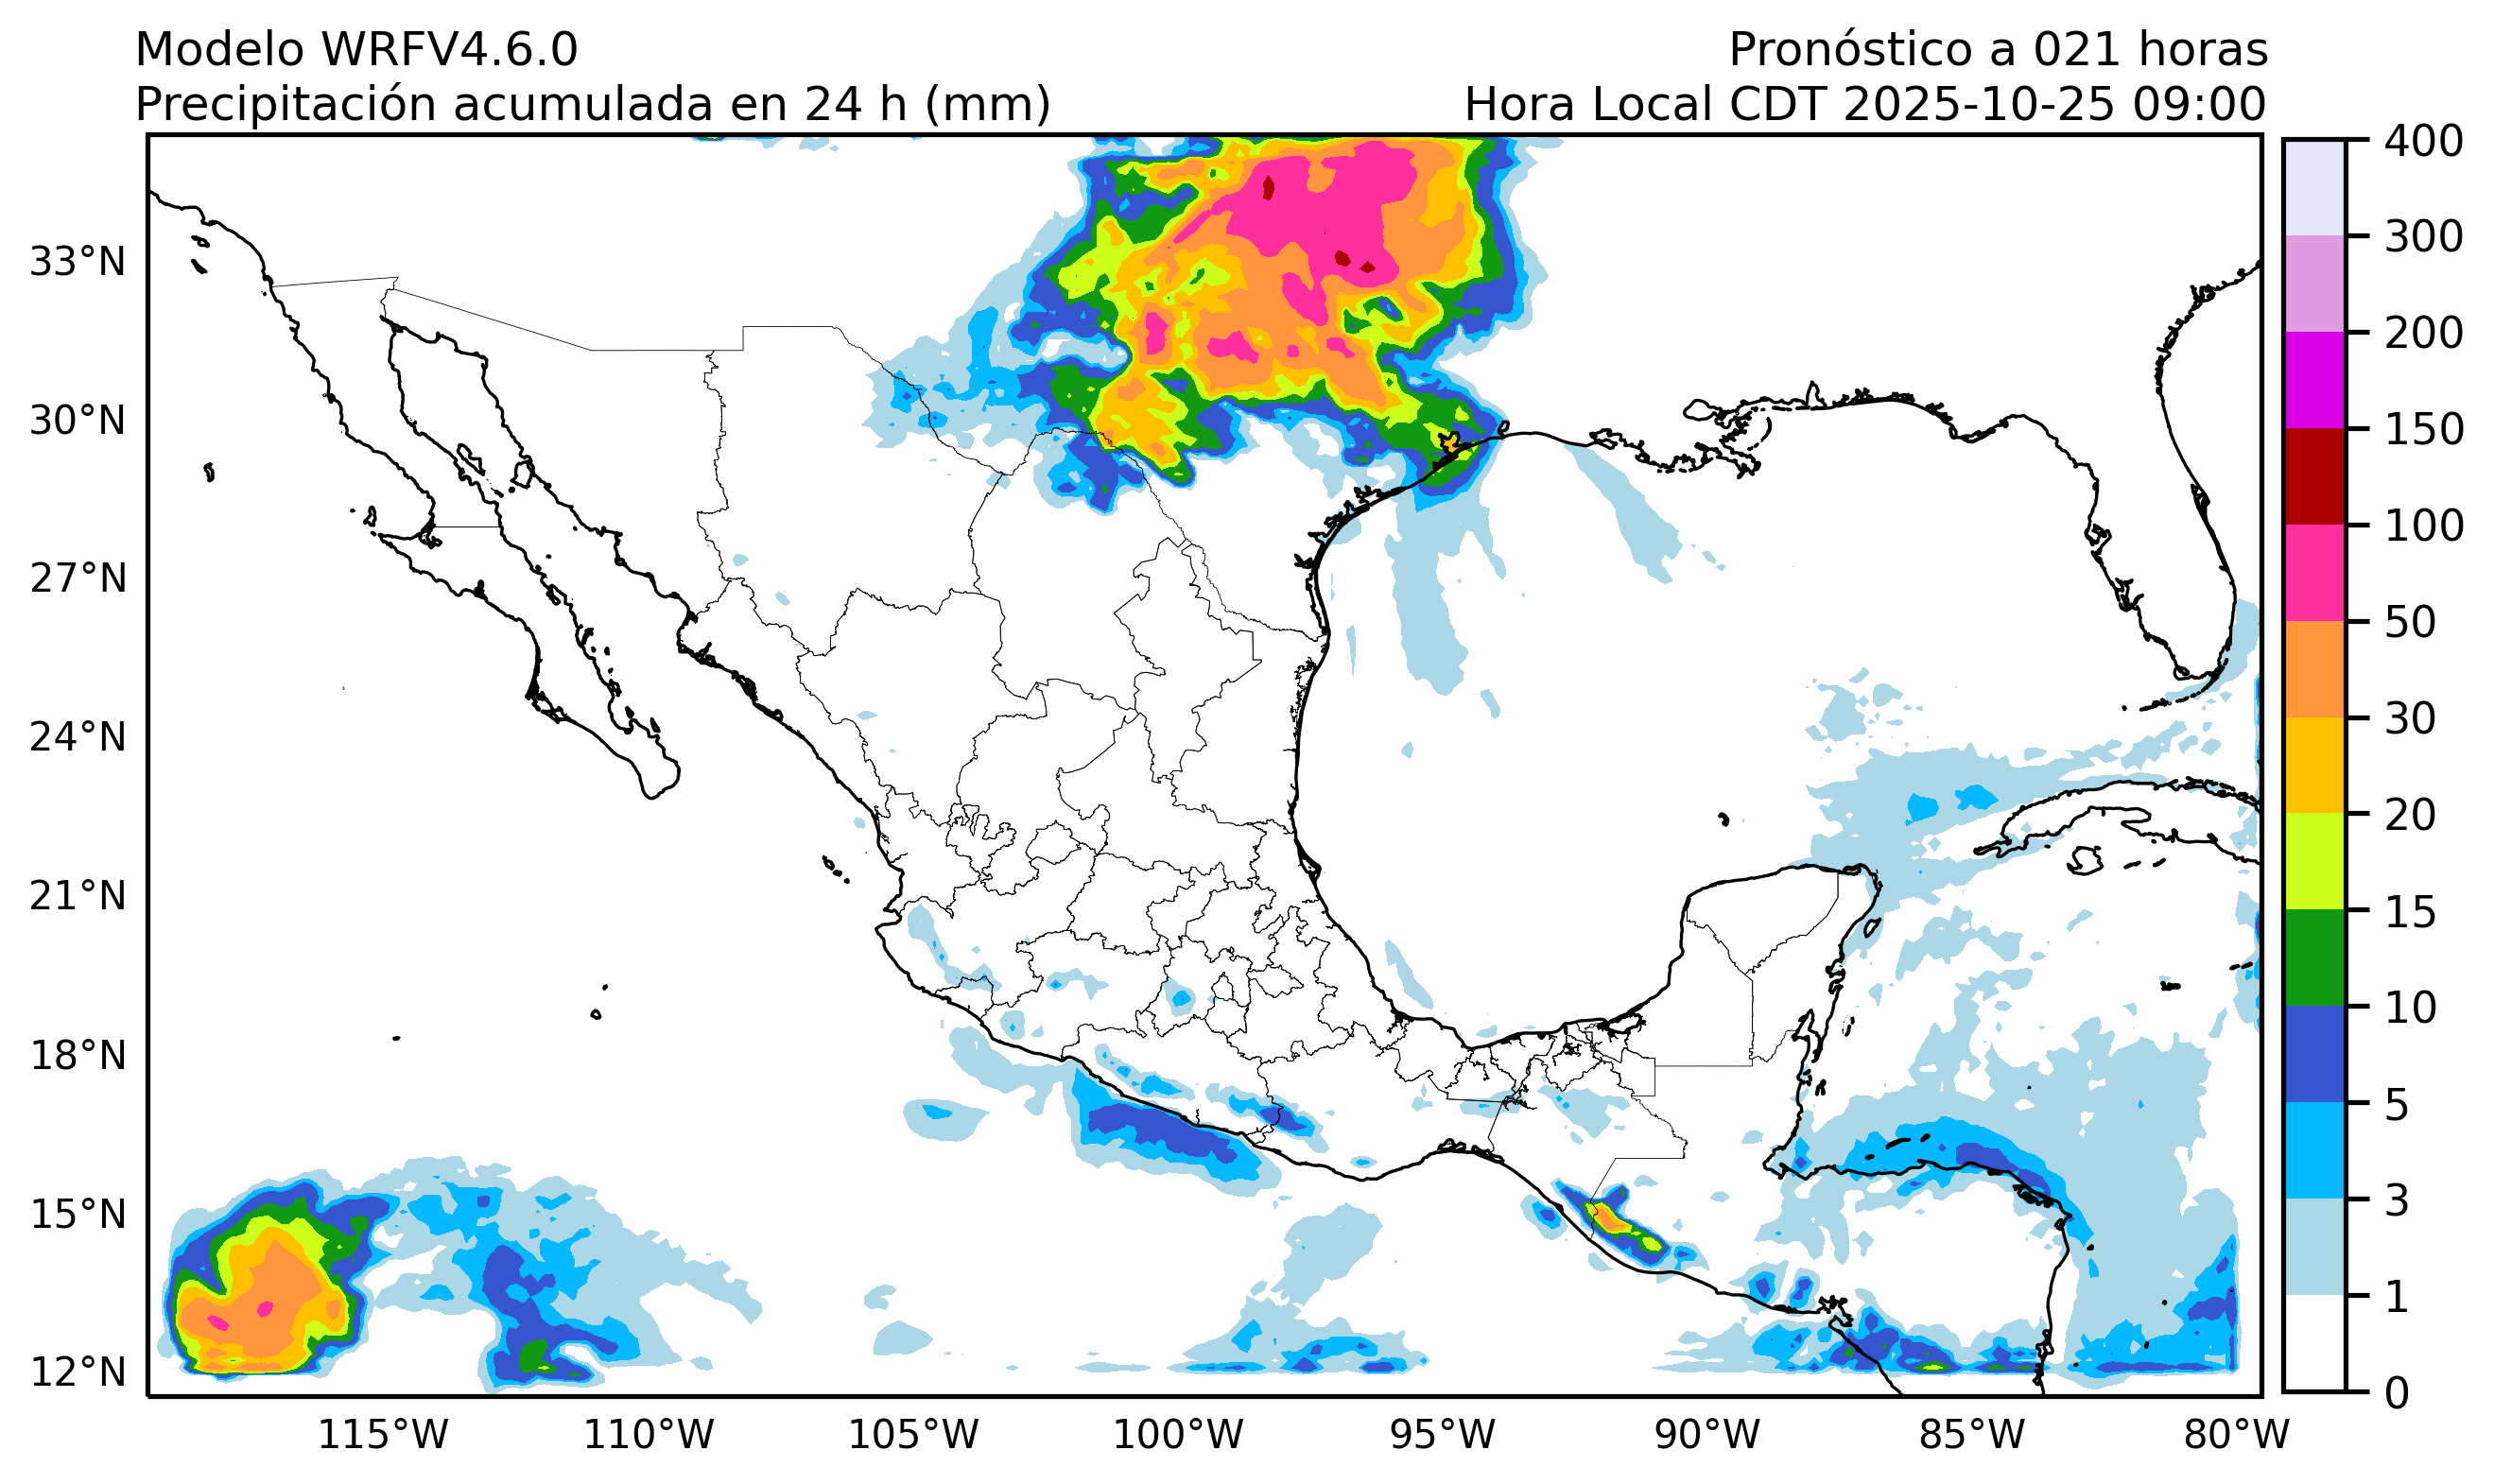 Modelo WRFV4.6.0
Pronóstico a 021 horas
Precipitación acumulada en 24 h (mm)
Hora Local CDT 2025-10-25 09:00
33°N
30°N
27°N
24°N
21°N
18°N
15°N
12°N
115°W
110°W
105°W
100°W
95°W
90°W
85°W
80°W
400
300
200
150
100
50
30
20
15
10
5
3
1
0